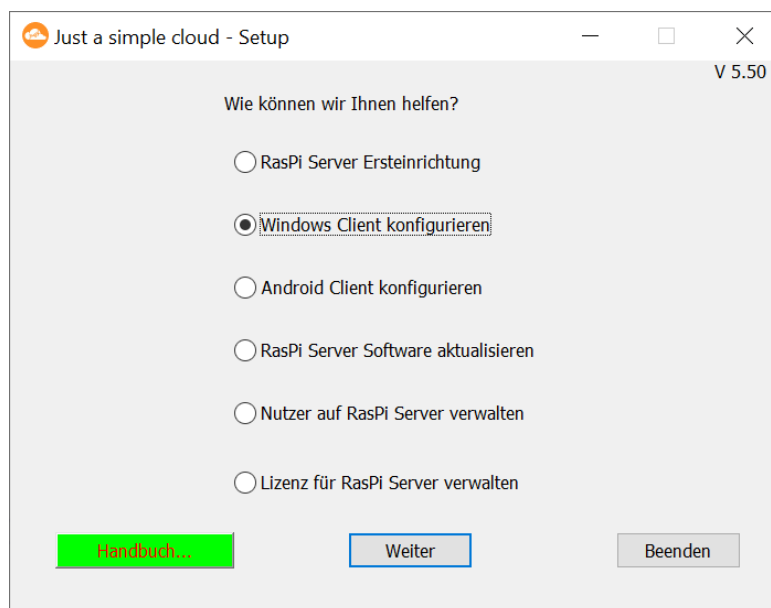 Just a simple cloud - Setup
V 5.50
Wie können wir Ihnen helfen?
RasPi Server Ersteinrichtung
Windows Client konfigurieren
Android Client konfigurieren
RasPi Server Software aktualisieren
Nutzer auf RasPi Server verwalten
Lizenz für RasPi Server verwalten
Handbuch... Weiter Beenden